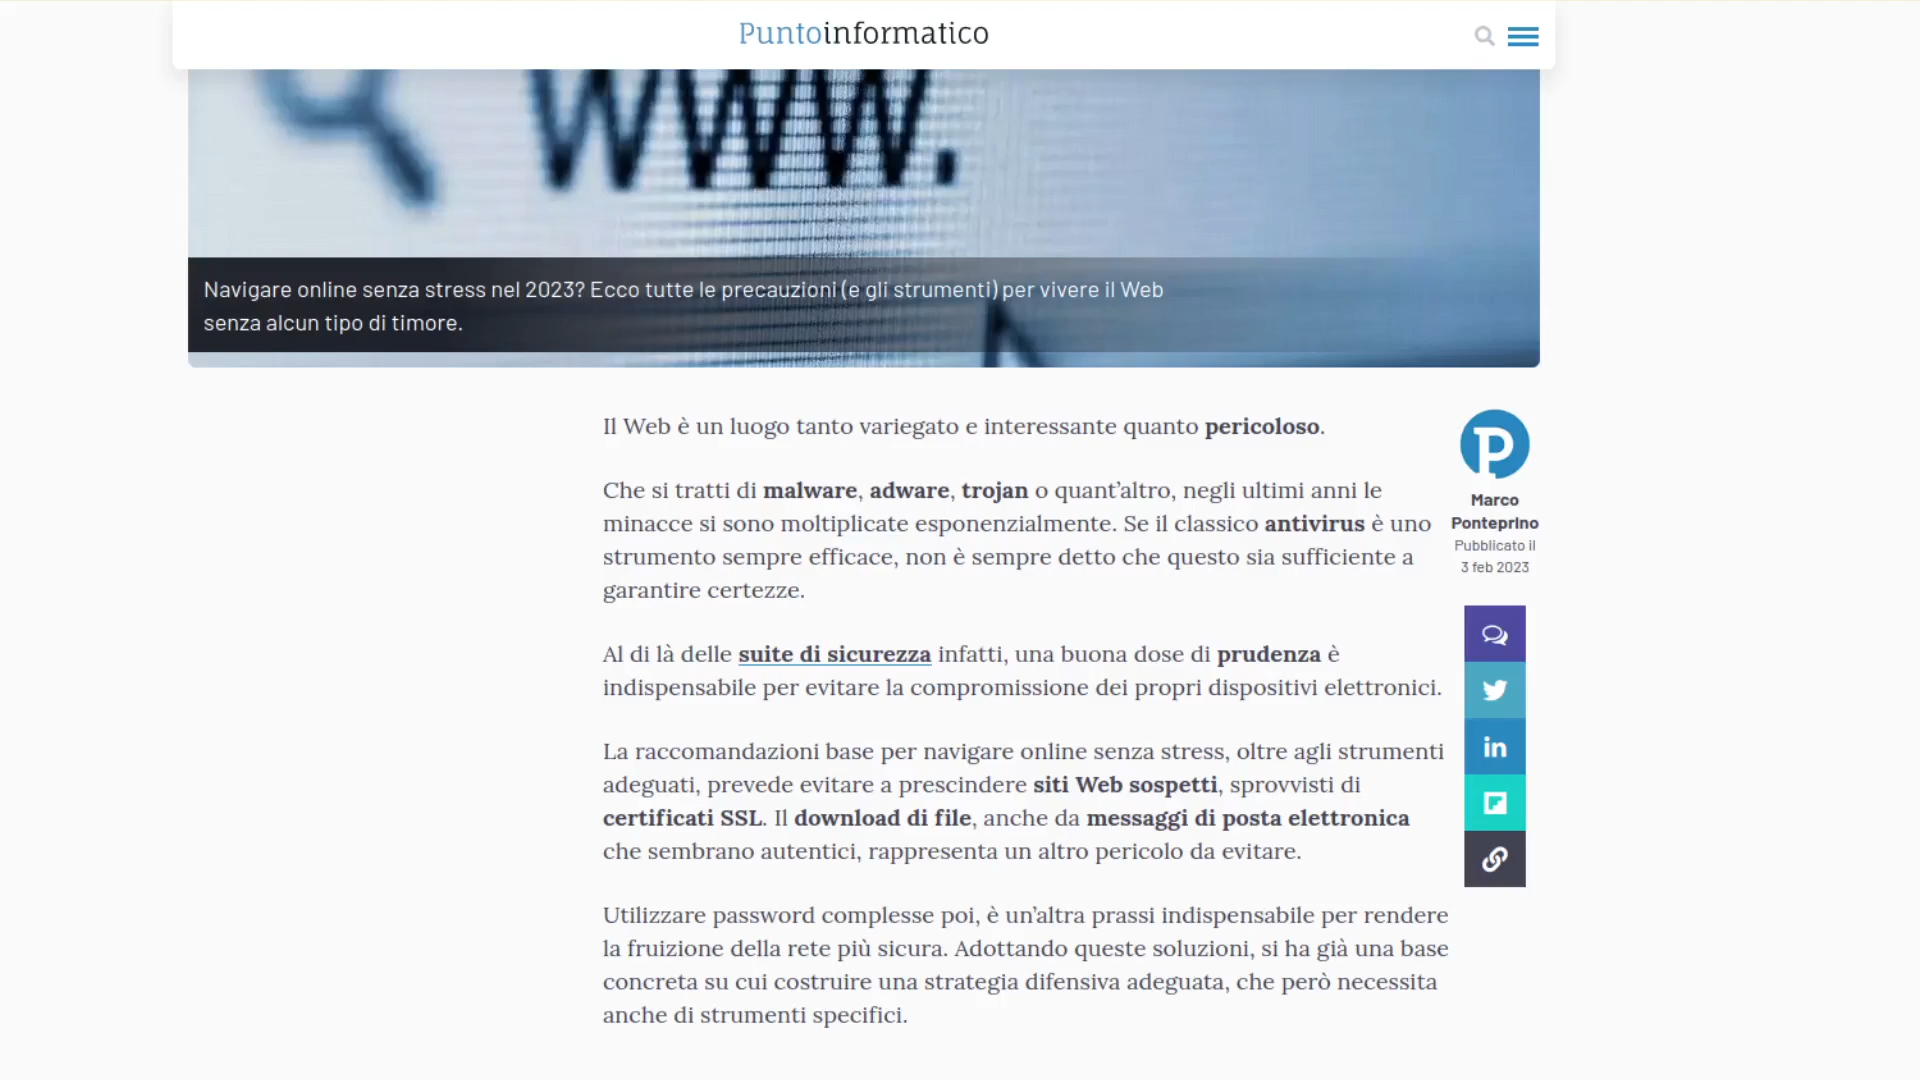 Puntoinformatico
www.
Navigare online senza stress nel 2023? Ecco tutte le precauzioni (e gli strumenti) per vivere il Web
senza alcun tipo di timore.
Il Web è un luogo tanto variegato e interessante quanto pericoloso.
Che si tratti di malware, adware, trojan o quant’altro, negli ultimi anni le
minacce si sono moltiplicate esponenzialmente. Se il classico antivirus è uno
strumento sempre efficace, non è sempre detto che questo sia sufficiente a
garantire certezze.
Al di là delle suite di sicurezza infatti, una buona dose di prudenza è
indispensabile per evitare la compromissione dei propri dispositivi elettronici.
La raccomandazioni base per navigare online senza stress, oltre agli strumenti
adeguati, prevede evitare a prescindere siti Web sospetti, sprovvisti di
certificati SSL. Il download di file, anche da messaggi di posta elettronica
che sembrano autentici, rappresenta un altro pericolo da evitare.
Utilizzare password complesse poi, è un’altra prassi indispensabile per rendere
la fruizione della rete più sicura. Adottando queste soluzioni, si ha già una base
concreta su cui costruire una strategia difensiva adeguata, che però necessita
anche di strumenti specifici.
P
Marco
Ponteprino
Pubblicato il
3 feb 2023
in